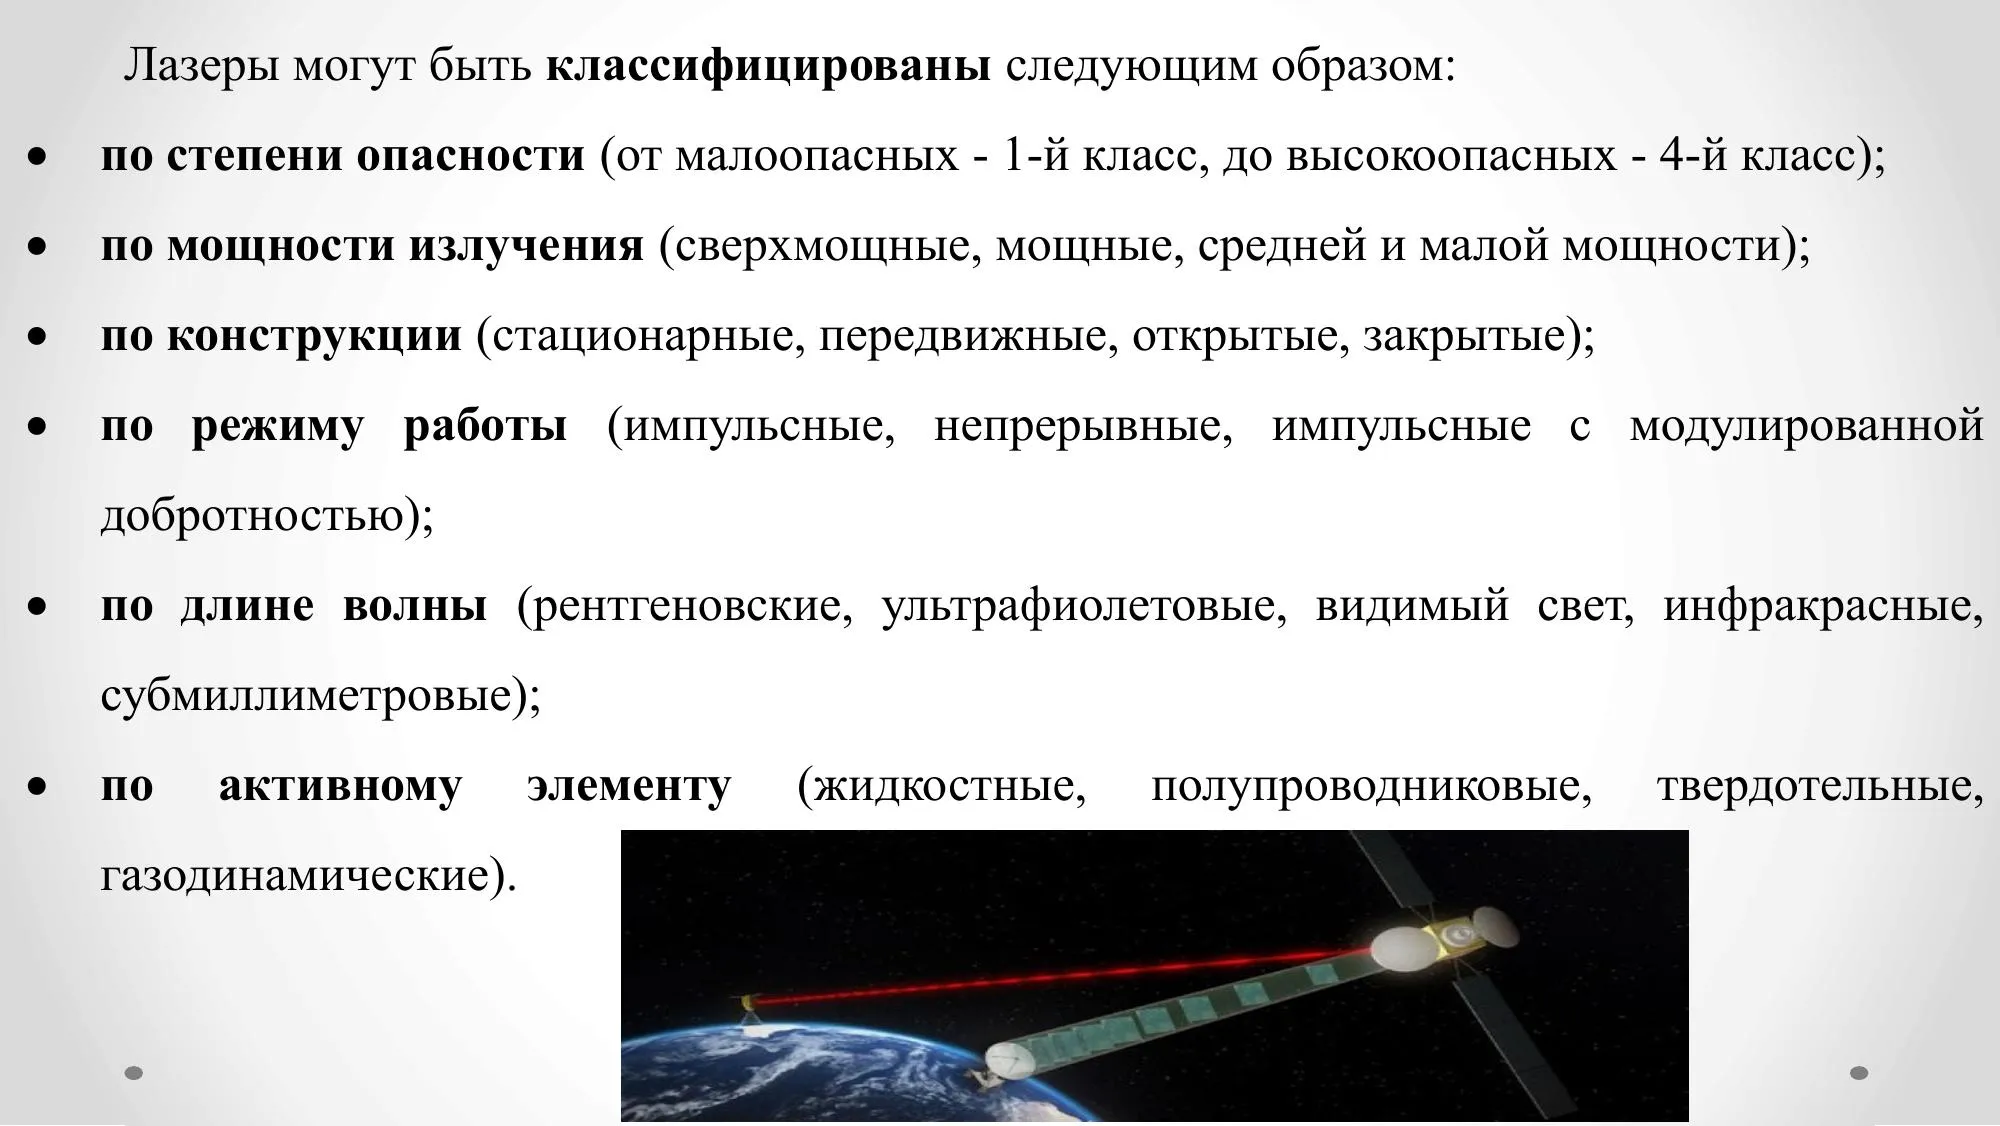 Лазеры могут быть классифицированы следующим образом:
• по степени опасности (от малоопасных - 1-й класс, до высокоопасных - 4-й класс);
• по мощности излучения (сверхмощные, мощные, средней и малой мощности);
• по конструкции (стационарные, передвижные, открытые, закрытые);
• по режиму работы (импульсные, непрерывные, импульсные с модулированной
добротностью);
• по длине волны (рентгеновские, ультрафиолетовые, видимый свет, инфракрасные,
субмиллиметровые);
• по активному элементу (жидкостные, полупроводниковые, твердотельные,
газодинамические).